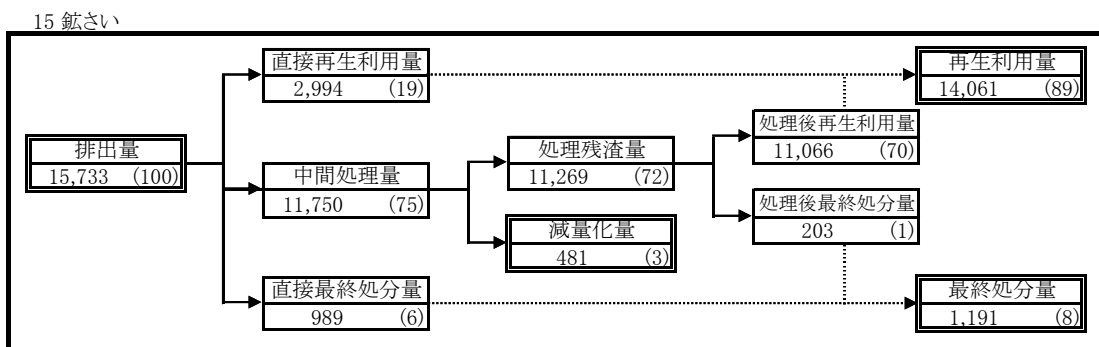 15 鉱さい
直接再生利用量
2,994 (19)
再生利用量
14,061 (89)
処理後再生利用量
11,066 (70)
排出量
15,733 (100)
中間処理量
11,750 (75)
処理残渣量
11,269 (72)
処理後最終処分量
203 (1)
減量化量
481 (3)
直接最終処分量
989 (6)
最終処分量
1,191 (8)